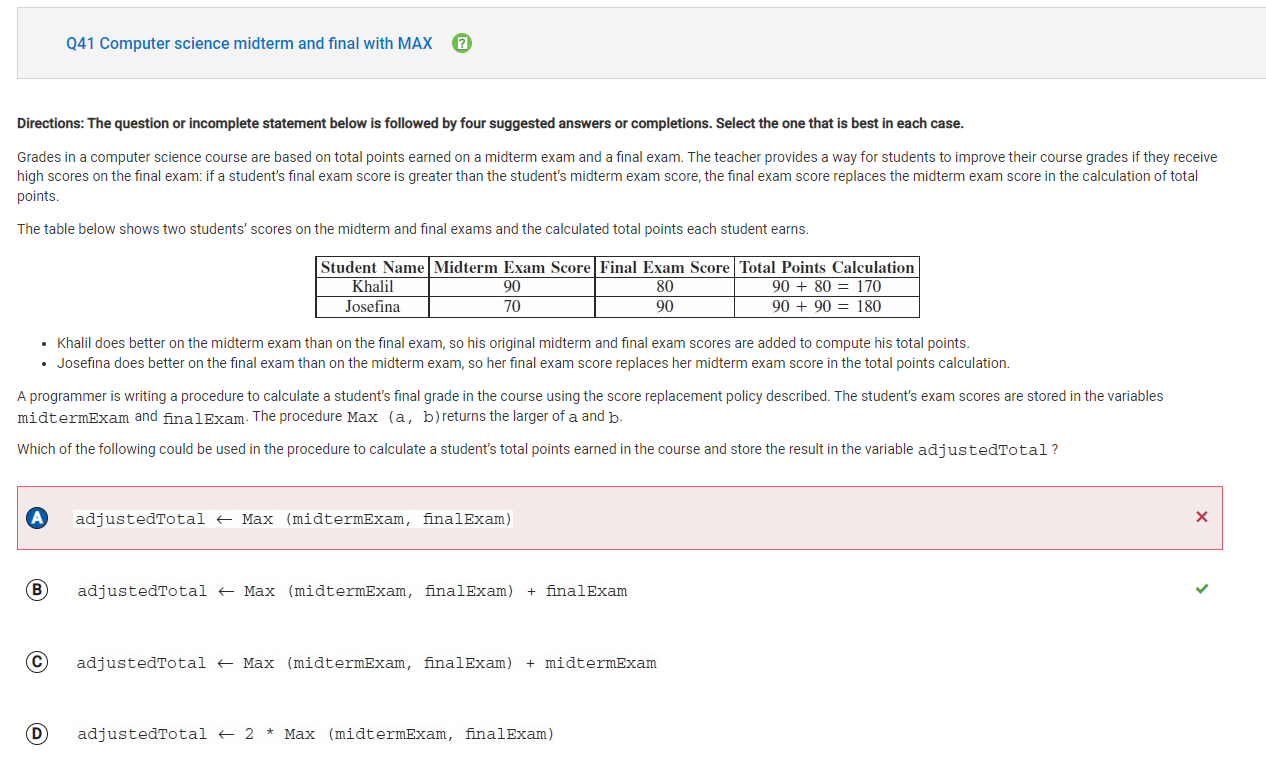 Q41 Computer science midterm and final with MAX ?
Directions: The question or incomplete statement below is followed by four suggested answers or completions. Select the one that is best in each case.
Grades in a computer science course are based on total points earned on a midterm exam and a final exam. The teacher provides a way for students to improve their course grades if they receive
high scores on the final exam: if a student's final exam score is greater than the student's midterm exam score, the final exam score replaces the midterm exam score in the calculation of total
points.
The table below shows two students' scores on the midterm and final exams and the calculated total points each student earns.
Student Name Midterm Exam Score Final Exam Score Total Points Calculation
Khalil 90 80 90 + 80 = 170
Josefina 70 90 90 + 90 = 180
• Khalil does better on the midterm exam than on the final exam, so his original midterm and final exam scores are added to compute his total points.
• Josefina does better on the final exam than on the midterm exam, so her final exam score replaces her midterm exam score in the total points calculation.
A programmer is writing a procedure to calculate a student's final grade in the course using the score replacement policy described. The student's exam scores are stored in the variables
midtermExam and finalExam. The procedure Max (a, b)returns the larger of a and b.
Which of the following could be used in the procedure to calculate a student's total points earned in the course and store the result in the variable adjustedTotal ?
A adjustedTotal ← Max (midtermExam, finalExam)
B adjustedTotal ← Max (midtermExam, finalExam) + finalExam
C adjustedTotal ← Max (midtermExam, finalExam) + midtermExam
D adjustedTotal ← 2 * Max (midtermExam, finalExam)